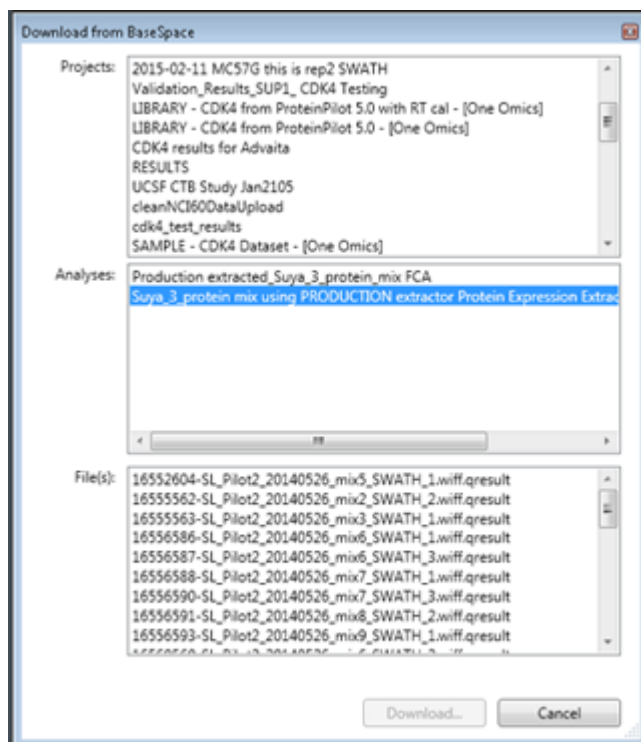 Download from BaseSpace
Projects:
2015-02-11 MC57G this is rep2 SWATH
Validation_Results_SUP1_ CDK4 Testing
LIBRARY - CDK4 from ProteinPilot 5.0 with RT cal - [One Omics]
LIBRARY - CDK4 from ProteinPilot 5.0 - [One Omics]
CDK4 results for Advaita
RESULTS
UCSF CTB Study Jan2105
cleanNCI60DataUpload
cdk4_test_results
SAMPLE - CDK4 Dataset - [One Omics]
Analyses:
Production extracted_Suya_3_protein_mix FCA
Suya_3_protein mix using PRODUCTION extractor Protein Expression Extrac
File(s):
16552604-SL_Pilot2_20140526_mix5_SWATH_1.wiff.qresult
16555562-SL_Pilot2_20140526_mix2_SWATH_2.wiff.qresult
16555563-SL_Pilot2_20140526_mix3_SWATH_1.wiff.qresult
16556586-SL_Pilot2_20140526_mix6_SWATH_1.wiff.qresult
16556587-SL_Pilot2_20140526_mix6_SWATH_3.wiff.qresult
16556588-SL_Pilot2_20140526_mix7_SWATH_1.wiff.qresult
16556590-SL_Pilot2_20140526_mix7_SWATH_3.wiff.qresult
16556591-SL_Pilot2_20140526_mix8_SWATH_2.wiff.qresult
16556593-SL_Pilot2_20140526_mix9_SWATH_1.wiff.qresult
Download...
Cancel